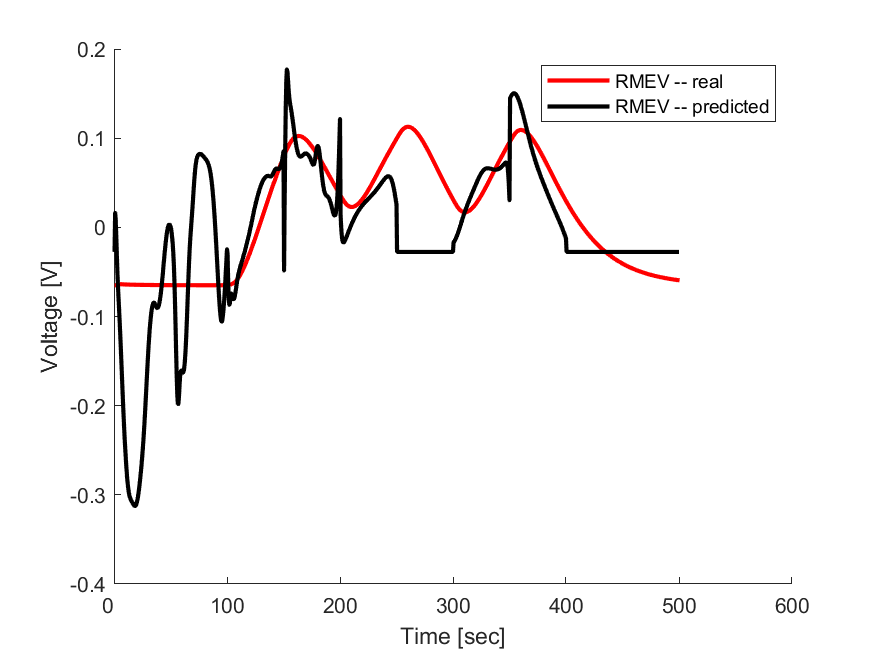 RMEV -- real
RMEV -- predicted
0.2
0.1
0
-0.1
-0.2
-0.3
-0.4
Voltage [V]
0 100 200 300 400 500 600
Time [sec]